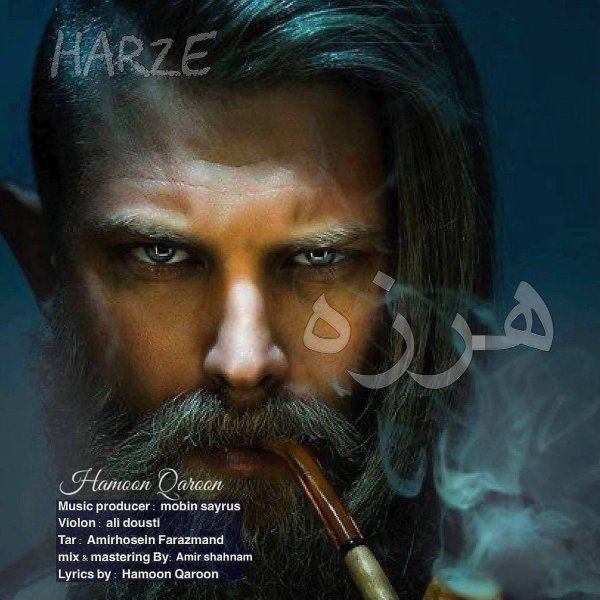 HARZE
هرزه
Hamoon Qaroon
Music producer : mobin sayrus
Violon : ali dousti
Tar : Amirhosein Farazmand
mix & mastering By: Amir shahnam
Lyrics by : Hamoon Qaroon